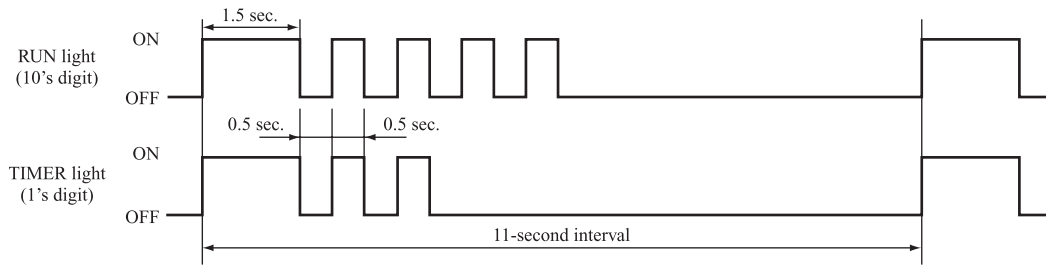 1.5 sec.
ON
RUN light
(10’s digit)
OFF
0.5 sec.
0.5 sec.
ON
TIMER light
(1’s digit)
OFF
11-second interval